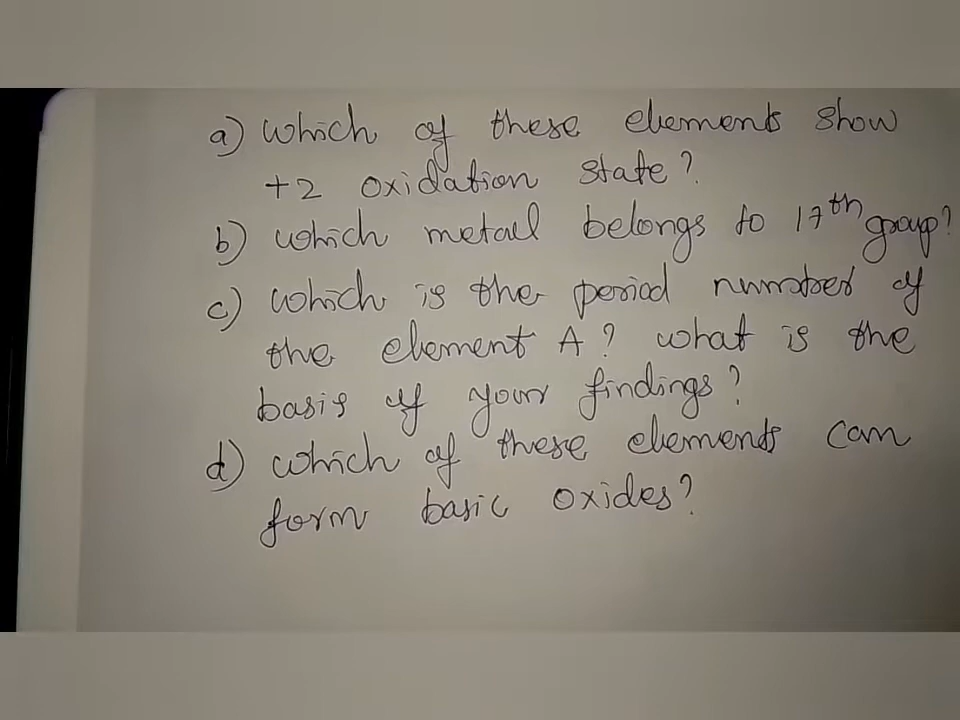 a) which of these elements show
+2 oxidation state?
b) which metal belongs to 17th group?
c) which is the period number of
the element A? what is the
basis of your findings?
d) which of these elements can
form basic oxides?